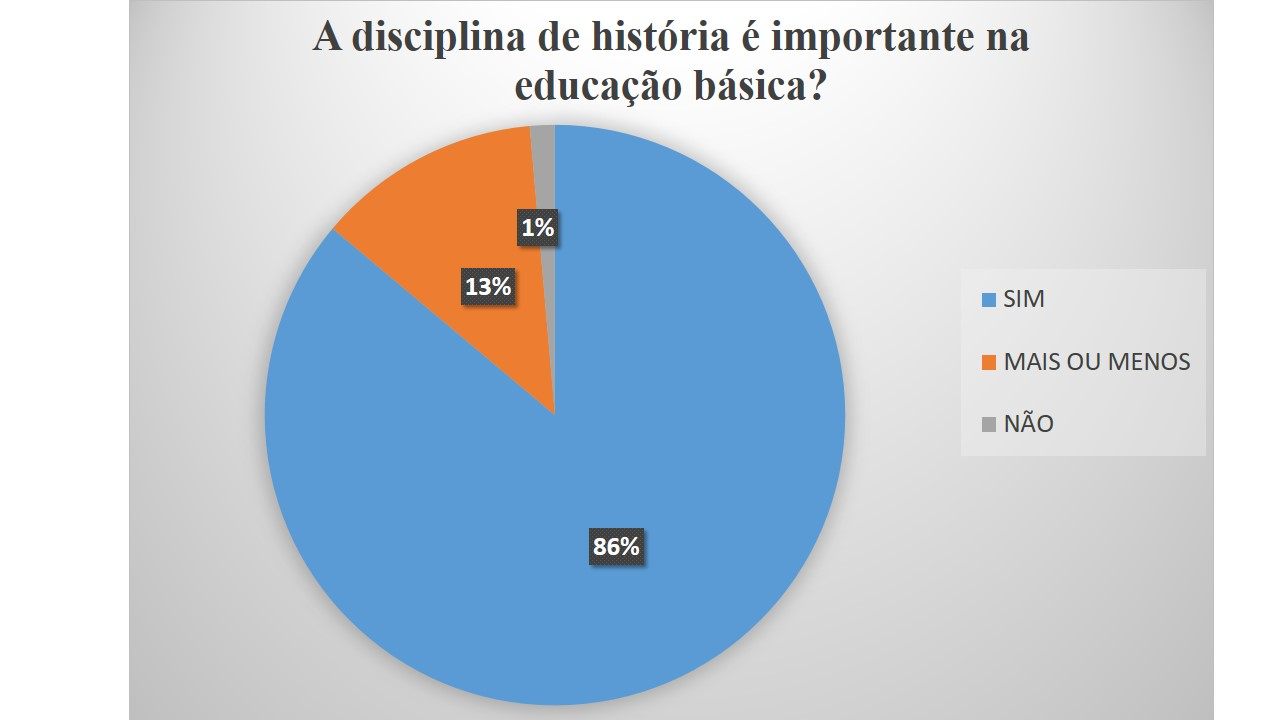 A disciplina de história é importante na
educação básica?
1%
13%
86%
SIM
MAIS OU MENOS
NÃO